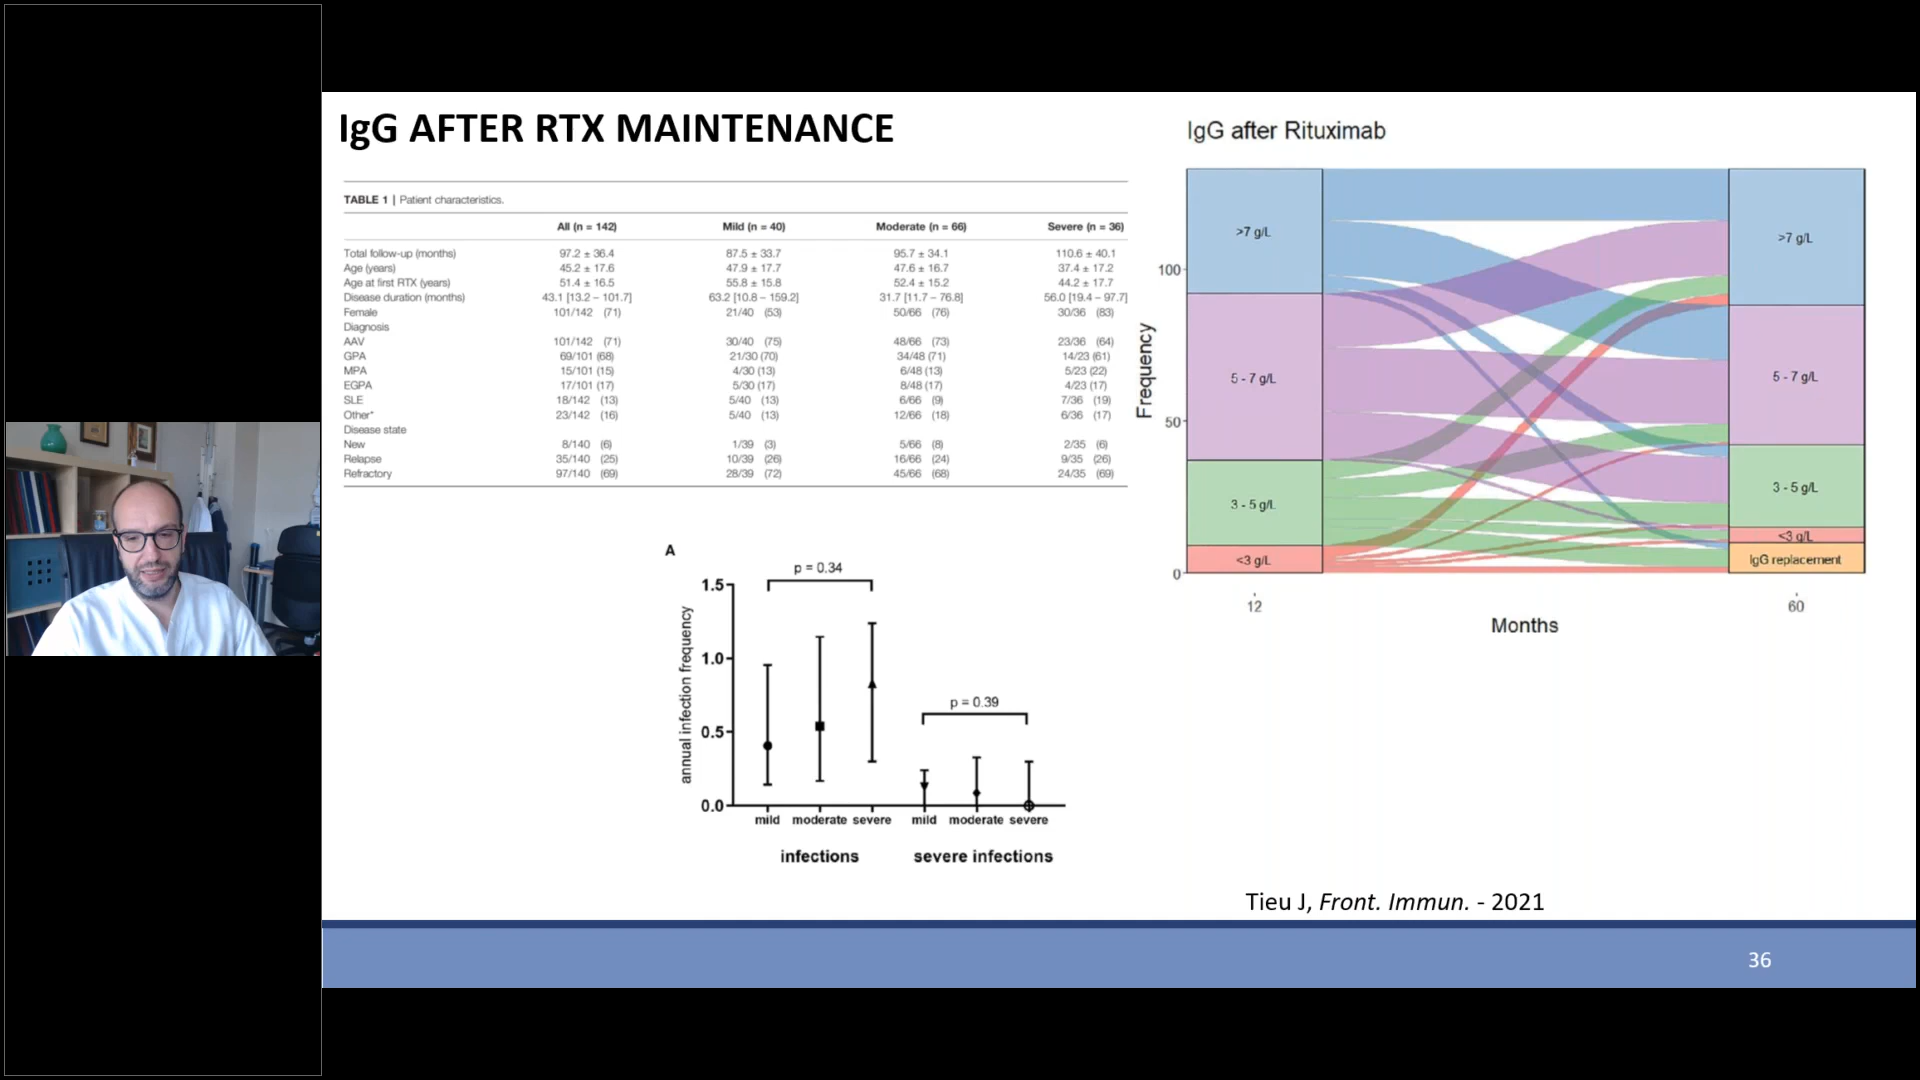 IgG AFTER RTX MAINTENANCE
TABLE 1 | Patient characteristics.
All (n = 142) Mild (n = 40) Moderate (n = 66) Severe (n = 36)
Total follow-up (months) 97.2 ± 36.4 87.5 ± 33.7 95.7 ± 34.1 110.6 ± 40.1
Age (years) 45.2 ± 17.6 47.9 ± 17.7 47.6 ± 16.7 37.4 ± 17.2
Age at first RTX (years) 51.4 ± 16.5 55.8 ± 15.8 52.4 ± 15.2 44.2 ± 17.7
Disease duration (months) 43.1 [13.2 – 101.7] 63.2 [10.8 – 159.2] 31.7 [11.7 – 76.8] 56.0 [19.4 – 97.7]
Female 101/142 (71) 21/40 (53) 50/66 (76) 30/36 (83)
Diagnosis
AAV 101/142 (71) 30/40 (75) 48/66 (73) 23/36 (64)
GPA 69/101 (68) 21/30 (70) 34/48 (71) 14/23 (61)
MPA 15/101 (15) 4/30 (13) 6/48 (13) 5/23 (22)
EGPA 17/101 (17) 5/30 (17) 8/48 (17) 4/23 (17)
SLE 18/142 (13) 5/40 (13) 6/66 (9) 7/36 (19)
Other* 23/142 (16) 5/40 (13) 12/66 (18) 6/36 (17)
Disease state
New 8/140 (6) 1/39 (3) 5/66 (8) 2/35 (6)
Relapse 35/140 (25) 10/39 (26) 16/66 (24) 9/35 (26)
Refractory 97/140 (69) 28/39 (72) 45/66 (68) 24/35 (69)
A
p = 0.34
1.5
1.0
p = 0.39
0.5
0.0
annual infection frequency
mild moderate severe mild moderate severe
infections severe infections
IgG after Rituximab
>7 g/L >7 g/L
100
5 - 7 g/L 5 - 7 g/L
Frequency
50
3 - 5 g/L 3 - 5 g/L
<3 g/L <3 g/L
IgG replacement
0
12 60
Months
Tieu J, Front. Immun. - 2021
36